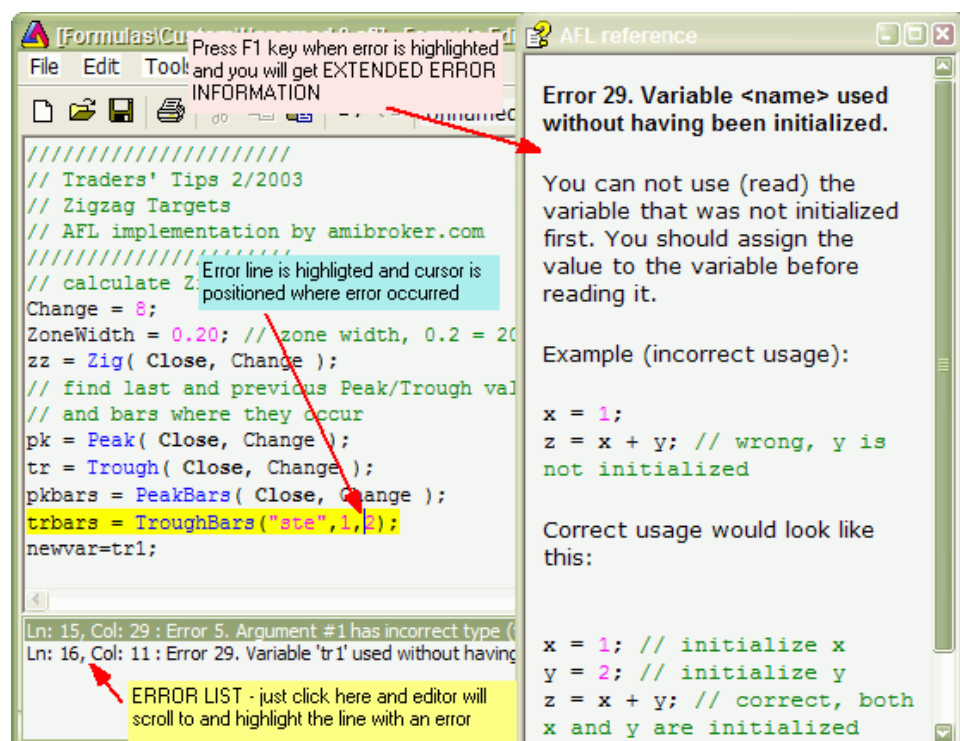 [Formulas\Cu
File Edit Tools
Press F1 key when error is highlighted
and you will get EXTENDED ERROR
INFORMATION
//////////////////////
// Traders' Tips 2/2003
// Zigzag Targets
// AFL implementation by amibroker.com
//////////////////////
// calculate Z
Error line is highligted and cursor is
positioned where error occurred
Change = 8;
ZoneWidth = 0.20; // zone width, 0.2 = 20
zz = Zig( Close, Change );
// find last and previous Peak/Trough val
// and bars where they occur
pk = Peak( Close, Change );
tr = Trough( Close, Change );
pkbars = PeakBars( Close, Change );
trbars = TroughBars("ste",1,2);
newvar=tr1;
Ln: 15, Col: 29 : Error 5. Argument #1 has incorrect type (
Ln: 16, Col: 11 : Error 29. Variable 'tr1' used without having
ERROR LIST - just click here and editor will
scroll to and highlight the line with an error
AFL reference
Error 29. Variable <name> used
without having been initialized.
You can not use (read) the
variable that was not initialized
first. You should assign the
value to the variable before
reading it.
Example (incorrect usage):
x = 1;
z = x + y; // wrong, y is
not initialized
Correct usage would look like
this:
x = 1; // initialize x
y = 2; // initialize y
z = x + y; // correct, both
x and y are initialized